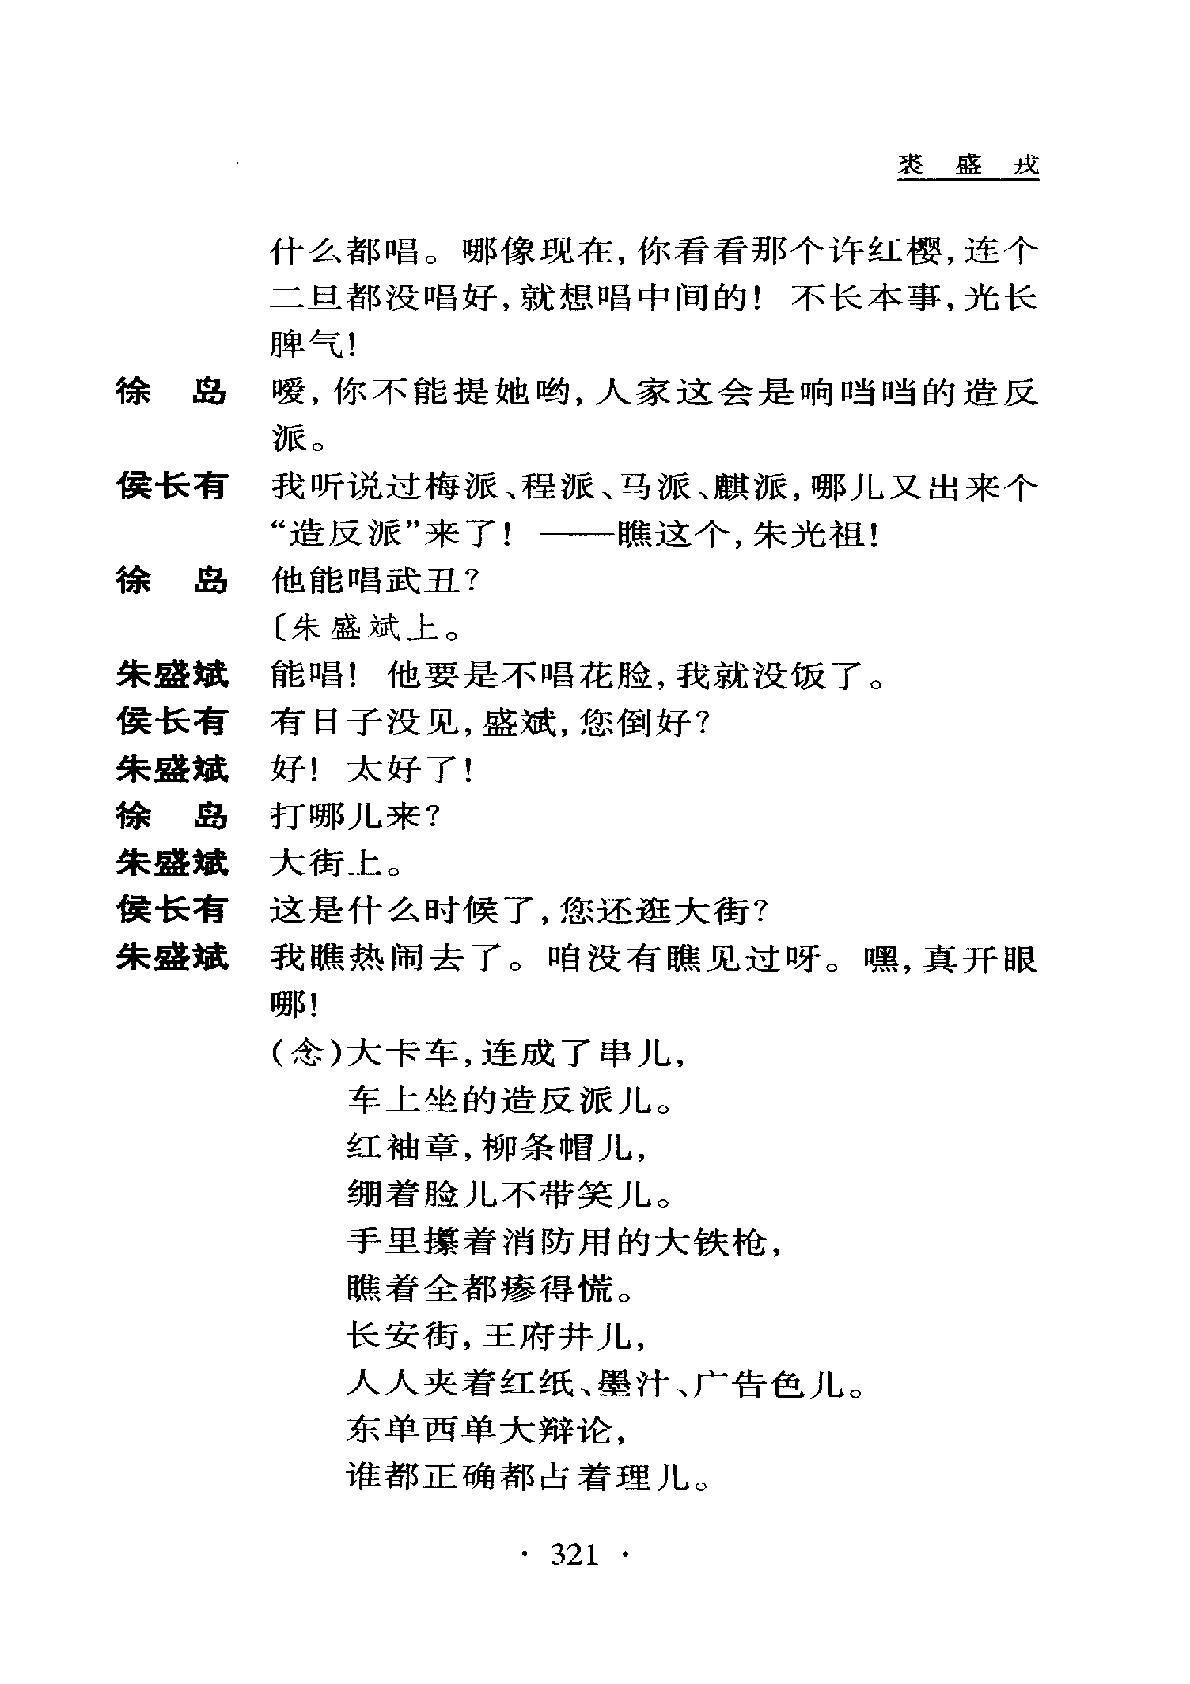 裘 盛 戎
什么都唱。哪像现在,你看看那个许红樱,连个
二旦都没唱好,就想唱中间的! 不长本事,光长
脾气!
徐 岛 嗳,你不能提她哟,人家这会是响当当的造反
派。
侯长有 我听说过梅派、程派、马派、麒派,哪儿又出来个
“造反派”来了! ——瞧这个,朱光祖!
徐 岛 他能唱武丑?
〔朱盛斌上。
朱盛斌 能唱! 他要是不唱花脸,我就没饭了。
侯长有 有日子没见,盛斌,您倒好?
朱盛斌 好! 太好了!
徐 岛 打哪儿来?
朱盛斌 大街上。
侯长有 这是什么时候了,您还逛大街?
朱盛斌 我瞧热闹去了。咱没有瞧见过呀。嘿,真开眼
哪!
(念)大卡车,连成了串儿,
车上坐的造反派儿。
红袖章,柳条帽儿,
绷着脸儿不带笑儿。
手里攥着消防用的大铁枪,
瞧着全都瘆得慌。
长安街,王府井儿,
人人夹着红纸、墨汁、广告色儿。
东单西单大辩论,
谁都正确都占着理儿。
· 321 ·